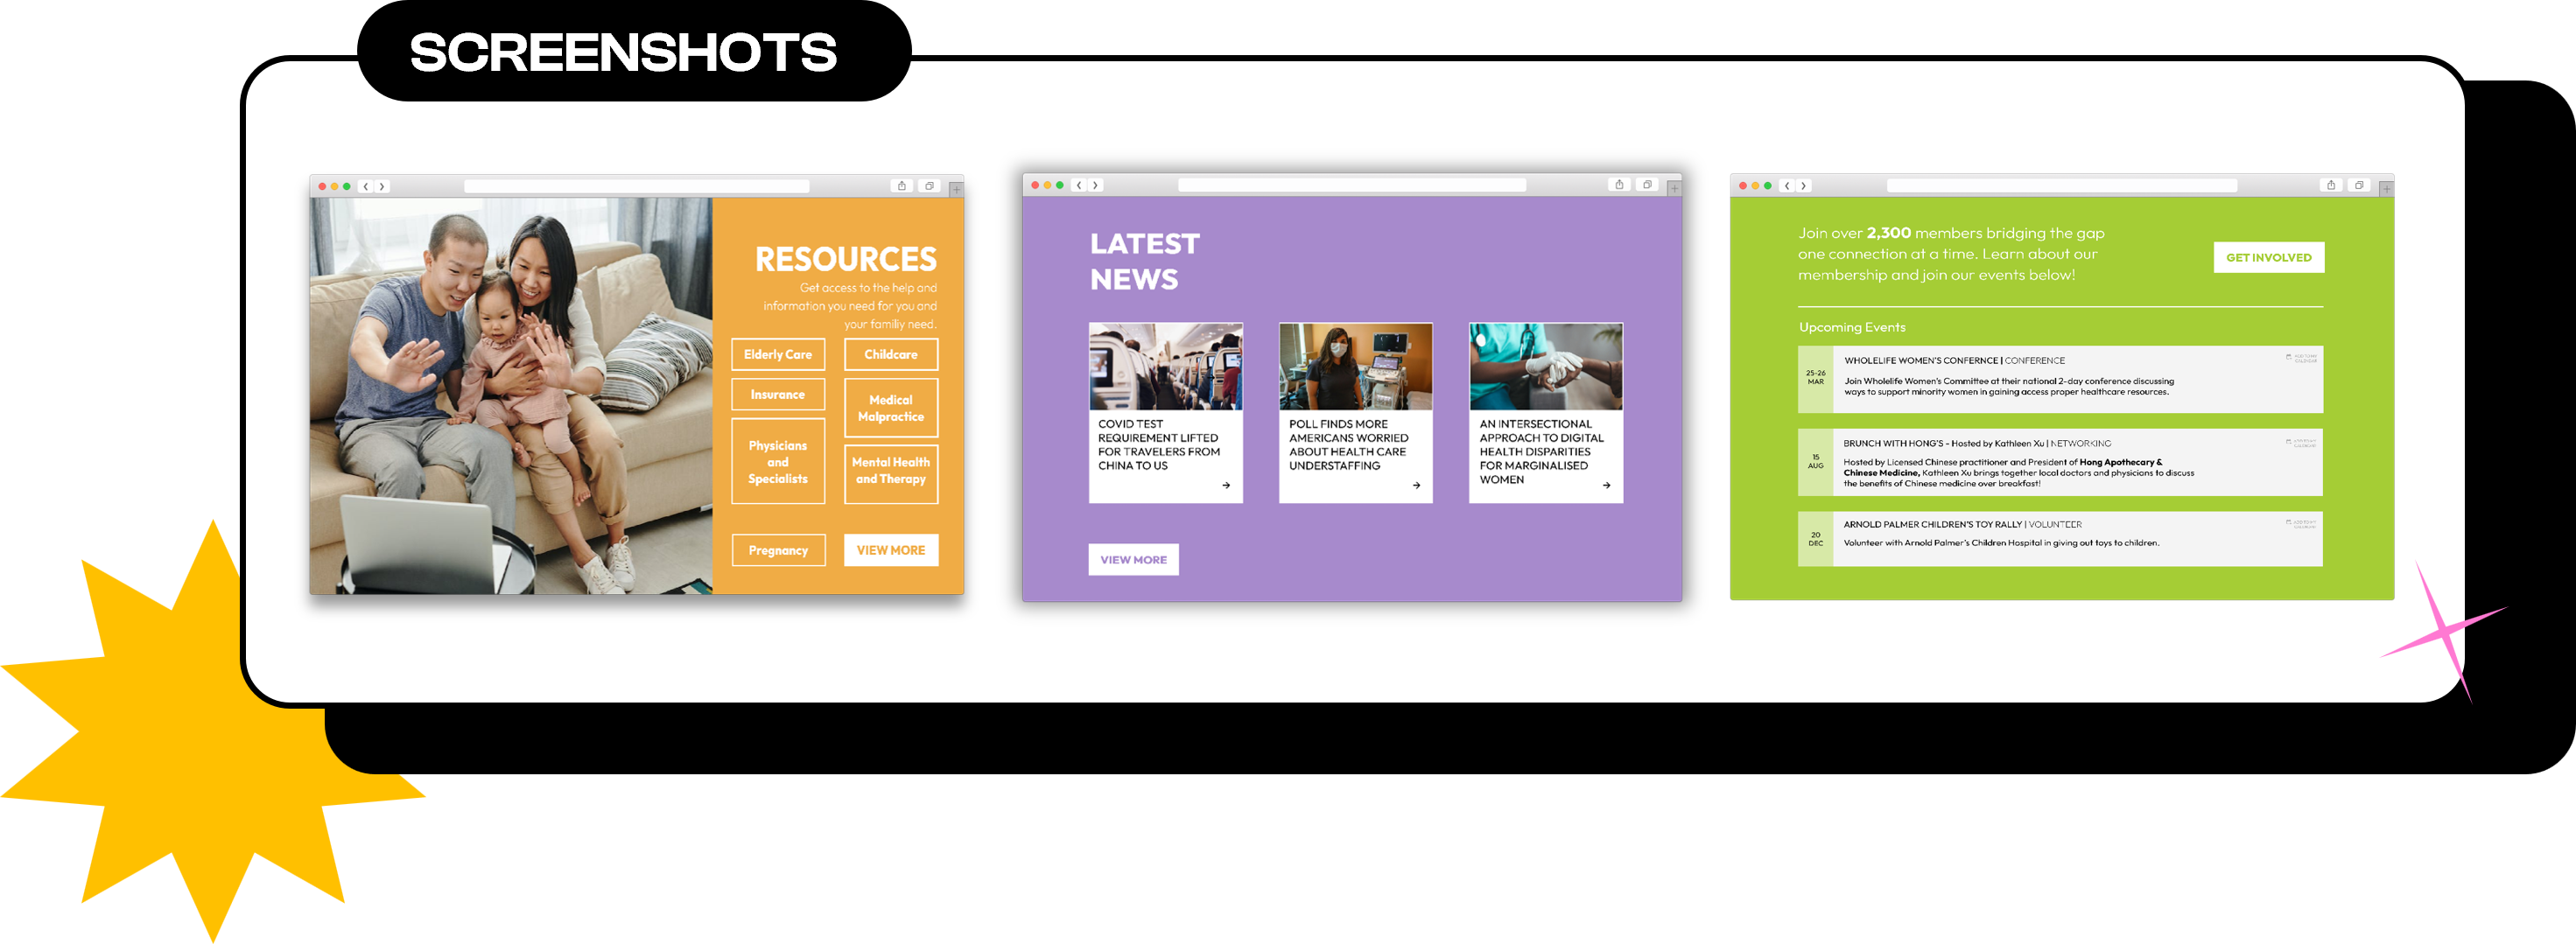 SCREENSHOTS
RESOURCES
Get access to the help and
information you need for you and
your familiy need.
Elderly Care
Childcare
Insurance
Medical
Malpractice
Physicians
and
Specialists
Mental Health
and Therapy
Pregnancy
VIEW MORE
LATEST
NEWS
COVID TEST
REQUIREMENT LIFTED
FOR TRAVELERS FROM
CHINA TO US
POLL FINDS MORE
AMERICANS WORRIED
ABOUT HEALTH CARE
UNDERSTAFFING
AN INTERSECTIONAL
APPROACH TO DIGITAL
HEALTH DISPARITIES
FOR MARGINALISED
WOMEN
VIEW MORE
Join over 2,300 members bridging the gap
one connection at a time. Learn about our
membership and join our events below!
GET INVOLVED
Upcoming Events
25-26
MAR
WHOLELIFE WOMEN'S CONFERNCE | CONFERENCE
Join Wholelife Women's Committee at their national 2-day conference discussing
ways to support minority women in gaining access proper healthcare resources.
15
AUG
BRUNCH WITH HONG'S - Hosted by Kathleen Xu | NETWORKING
Hosted by Licensed Chinese practitioner and President of Hong Apothecary &
Chinese Medicine, Kathleen Xu brings together local doctors and physicians to discuss
the benefits of Chinese medicine over breakfast!
20
DEC
ARNOLD PALMER CHILDREN'S TOY RALLY | VOLUNTEER
Volunteer with Arnold Palmer's Children Hospital in giving out toys to children.